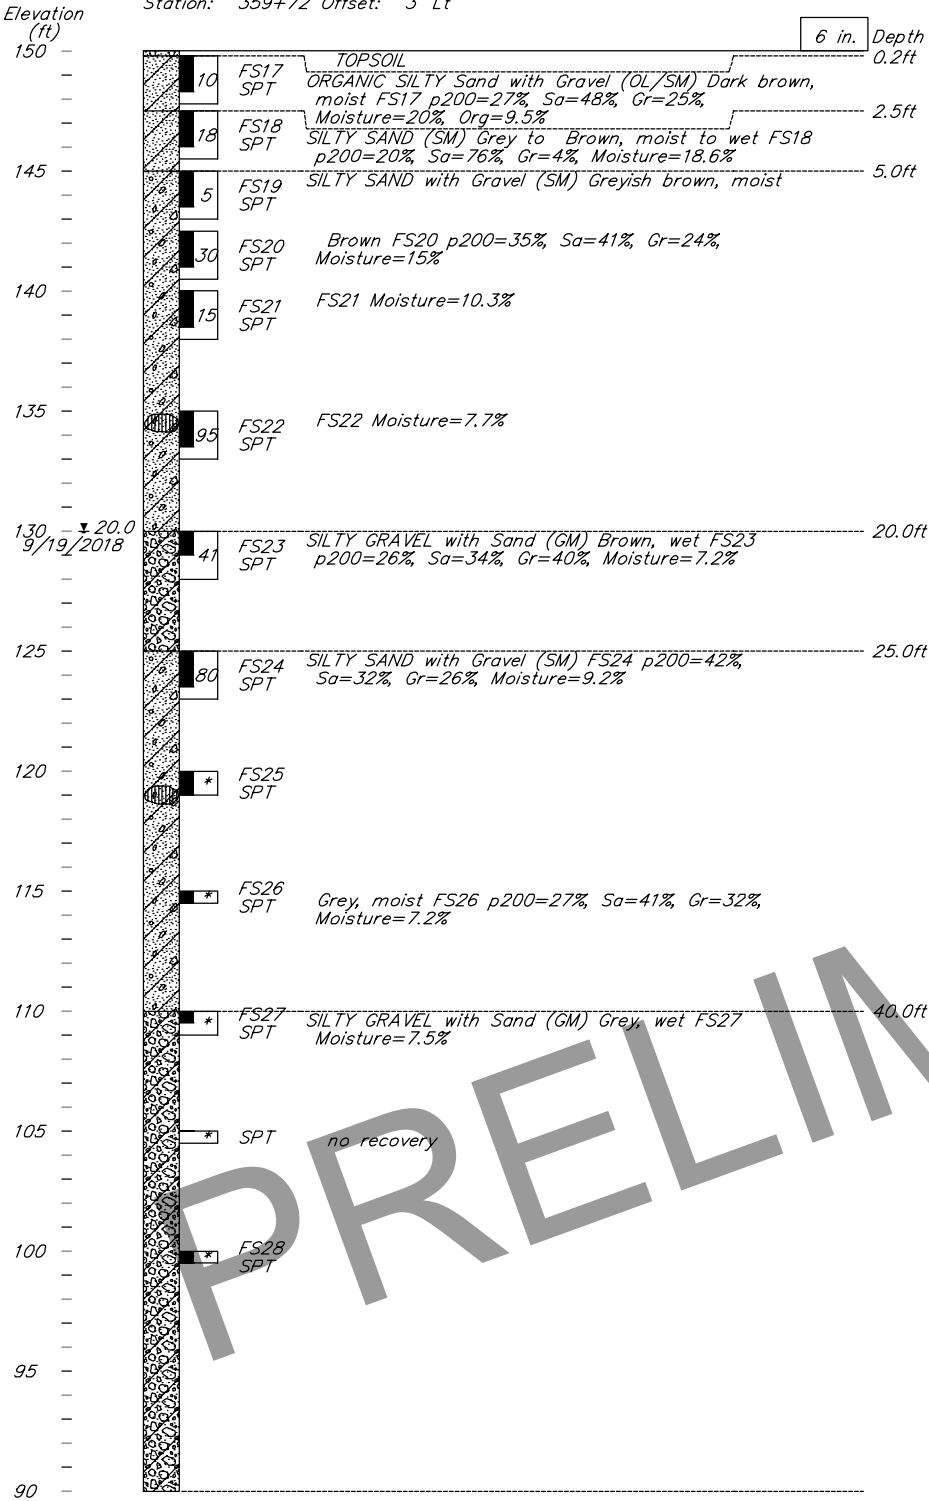 Station: 359+72 Offset: 3' Lt
Elevation
(ft)
6 in. Depth
150
TOPSOIL
0.2ft
10
FS17
SPT
ORGANIC SILTY Sand with Gravel (OL/SM) Dark brown,
moist FS17 p200=27%, Sa=48%, Gr=25%,
Moisture=20%, Org=9.5%
2.5ft
18
FS18
SPT
SILTY SAND (SM) Grey to Brown, moist to wet FS18
p200=20%, Sa=76%, Gr=4%, Moisture=18.6%
145
5.0ft
5
FS19
SPT
SILTY SAND with Gravel (SM) Greyish brown, moist
30
FS20
SPT
Brown FS20 p200=35%, Sa=41%, Gr=24%,
Moisture=15%
140
15
FS21
SPT
FS21 Moisture=10.3%
135
95
FS22
SPT
FS22 Moisture=7.7%
130
20.0
9/19/2018
20.0ft
41
FS23
SPT
SILTY GRAVEL with Sand (GM) Brown, wet FS23
p200=26%, Sa=34%, Gr=40%, Moisture=7.2%
125
25.0ft
80
FS24
SPT
SILTY SAND with Gravel (SM) FS24 p200=42%,
Sa=32%, Gr=26%, Moisture=9.2%
120
*
FS25
SPT
115
*
FS26
SPT
Grey, moist FS26 p200=27%, Sa=41%, Gr=32%,
Moisture=7.2%
110
40.0ft
*
FS27
SPT
SILTY GRAVEL with Sand (GM) Grey, wet FS27
Moisture=7.5%
105
*
SPT
no recovery
100
*
FS28
SPT
95
90
PRELIM